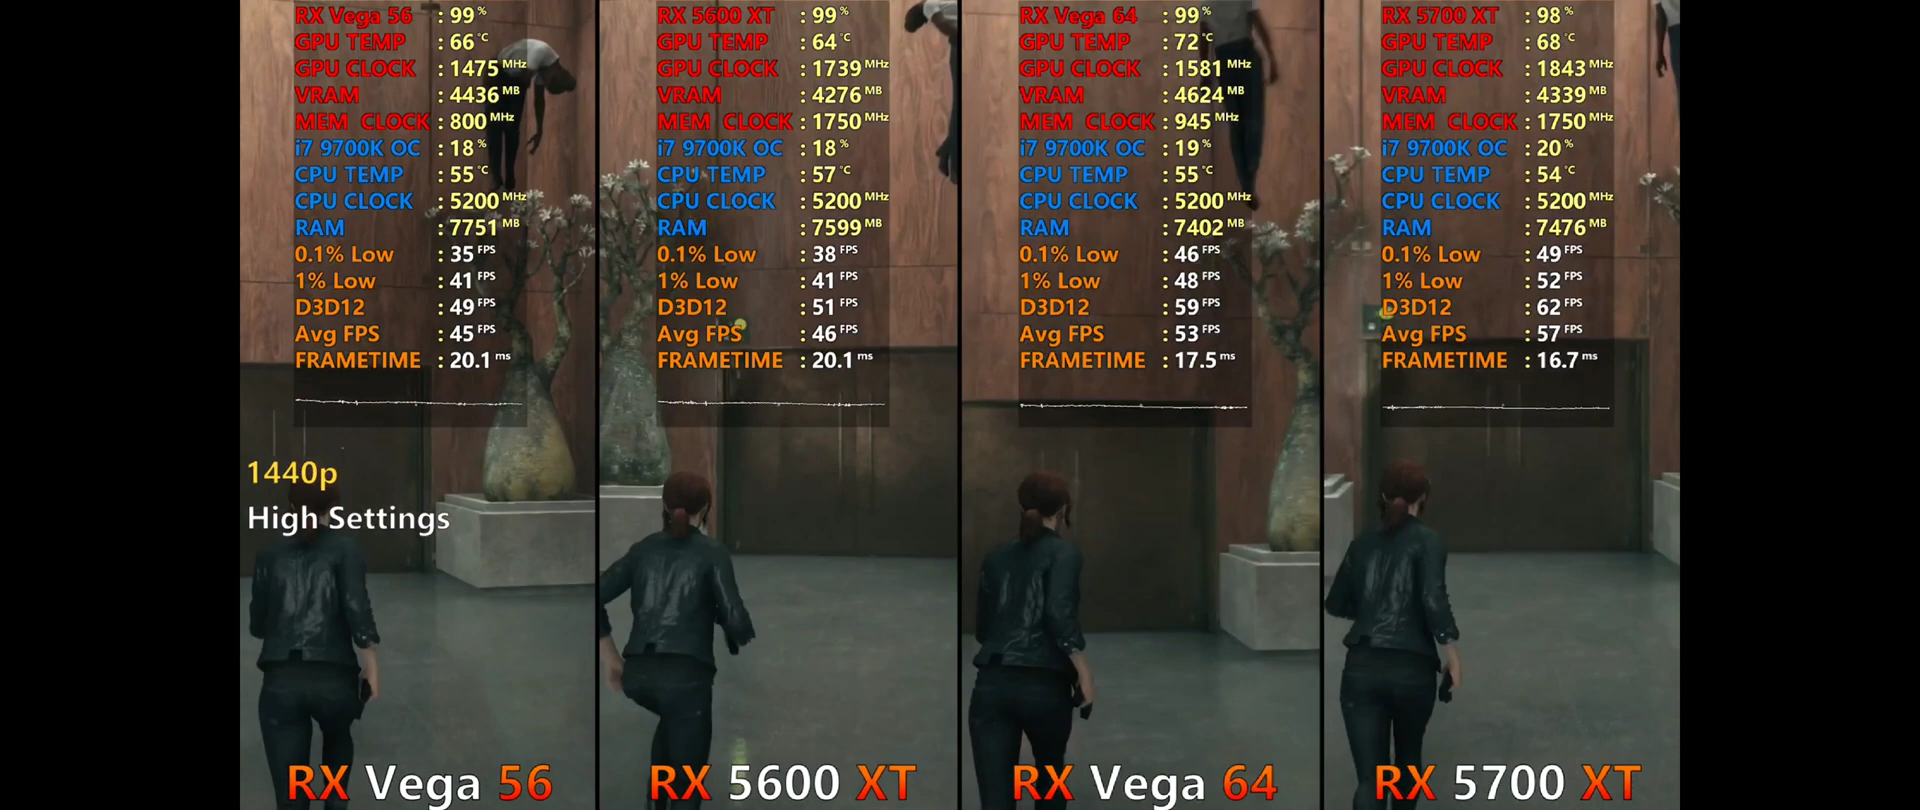 RX Vega 56 : 99 %
GPU TEMP : 66 °C
GPU CLOCK : 1475 MHz
VRAM : 4436 MB
MEM CLOCK : 800 MHz
i7 9700K OC : 18 %
CPU TEMP : 55 °C
CPU CLOCK : 5200 MHz
RAM : 7751 MB
0.1% Low : 35 FPS
1% Low : 41 FPS
D3D12 : 49 FPS
Avg FPS : 45 FPS
FRAMETIME : 20.1 ms
1440p
High Settings
RX Vega 56
RX 5600 XT : 99 %
GPU TEMP : 64 °C
GPU CLOCK : 1739 MHz
VRAM : 4276 MB
MEM CLOCK : 1750 MHz
i7 9700K OC : 18 %
CPU TEMP : 57 °C
CPU CLOCK : 5200 MHz
RAM : 7599 MB
0.1% Low : 38 FPS
1% Low : 41 FPS
D3D12 : 51 FPS
Avg FPS : 46 FPS
FRAMETIME : 20.1 ms
RX 5600 XT
RX Vega 64 : 99 %
GPU TEMP : 72 °C
GPU CLOCK : 1581 MHz
VRAM : 4624 MB
MEM CLOCK : 945 MHz
i7 9700K OC : 19 %
CPU TEMP : 55 °C
CPU CLOCK : 5200 MHz
RAM : 7402 MB
0.1% Low : 46 FPS
1% Low : 48 FPS
D3D12 : 59 FPS
Avg FPS : 53 FPS
FRAMETIME : 17.5 ms
RX Vega 64
RX 5700 XT : 98 %
GPU TEMP : 68 °C
GPU CLOCK : 1843 MHz
VRAM : 4339 MB
MEM CLOCK : 1750 MHz
i7 9700K OC : 20 %
CPU TEMP : 54 °C
CPU CLOCK : 5200 MHz
RAM : 7476 MB
0.1% Low : 49 FPS
1% Low : 52 FPS
D3D12 : 62 FPS
Avg FPS : 57 FPS
FRAMETIME : 16.7 ms
RX 5700 XT